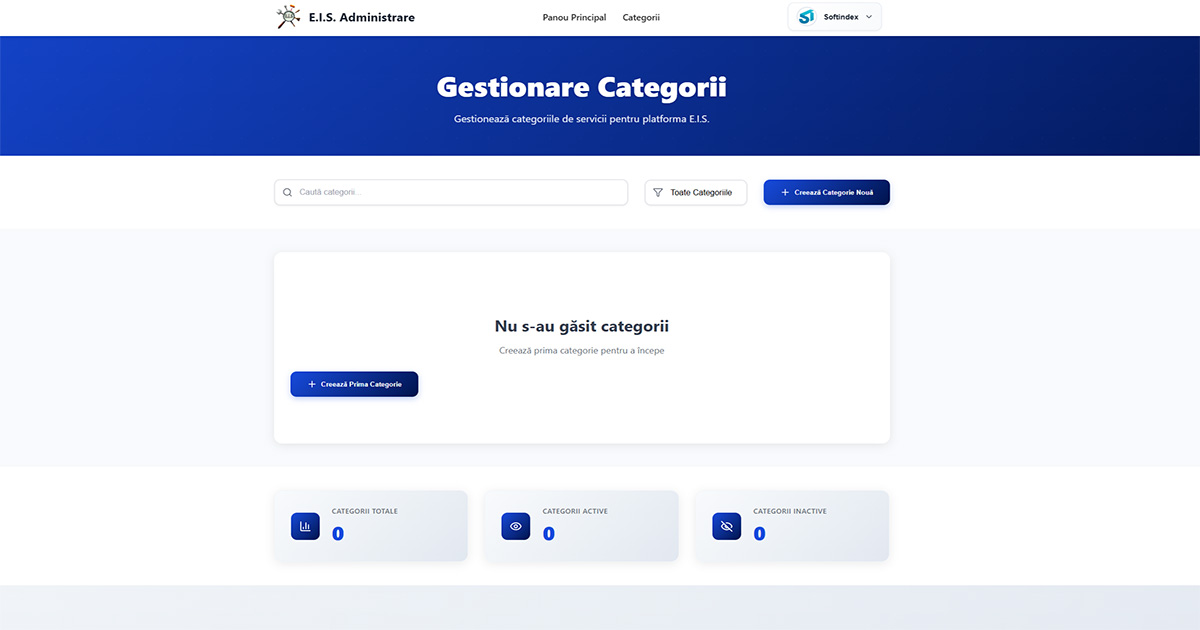 E.I.S. Administrare
Panou Principal
Categorii
Softindex
Gestionare Categorii
Gestionează categoriile de servicii pentru platforma E.I.S.
Caută categorii...
Toate Categoriile
Creează Categorie Nouă
Nu s-au găsit categorii
Creează prima categorie pentru a începe
Creează Prima Categorie
CATEGORII TOTALE
0
CATEGORII ACTIVE
0
CATEGORII INACTIVE
0